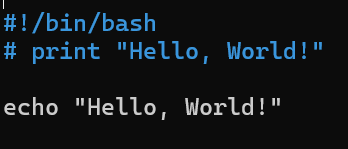 #!/bin/bash
# print "Hello, World!"
echo "Hello, World!"